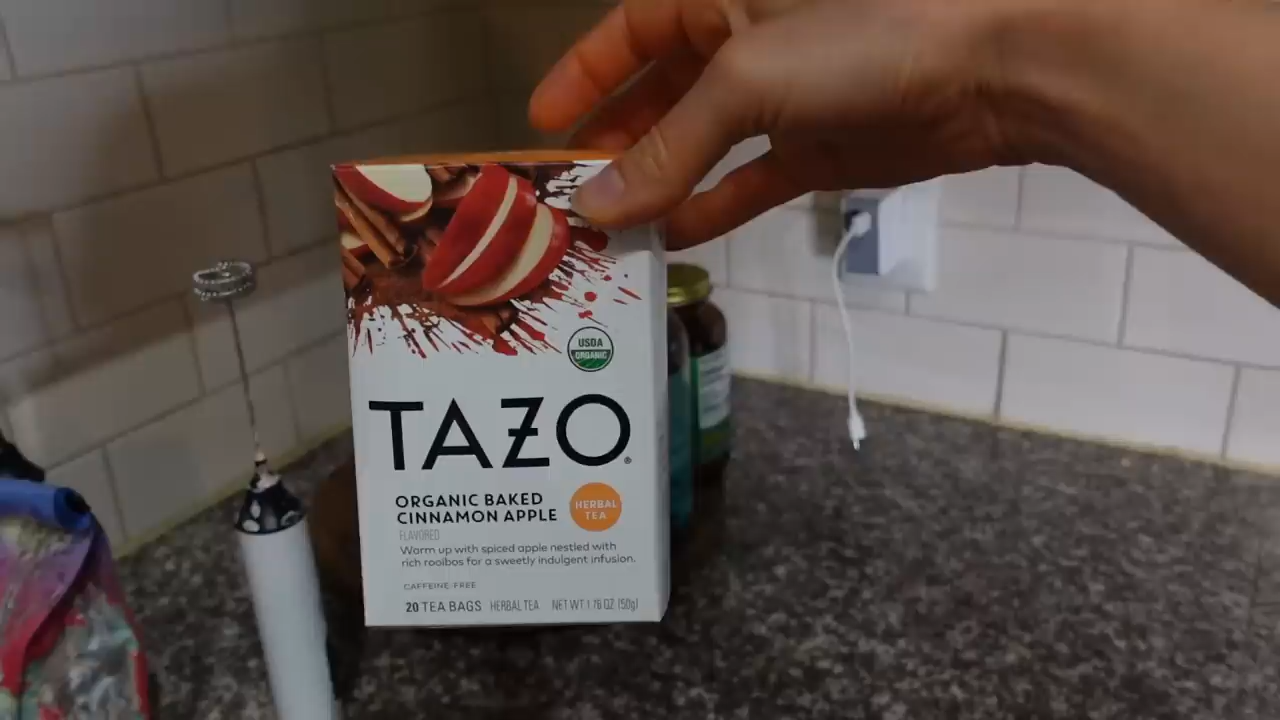 USDA
ORGANIC
TAZO®
ORGANIC BAKED
CINNAMON APPLE
HERBAL
TEA
FLAVORED
Warm up with spiced apple nestled with
rich rooibos for a sweetly indulgent infusion.
CAFFEINE-FREE
20 TEA BAGS HERBAL TEA NET WT 1.76 OZ (50g)